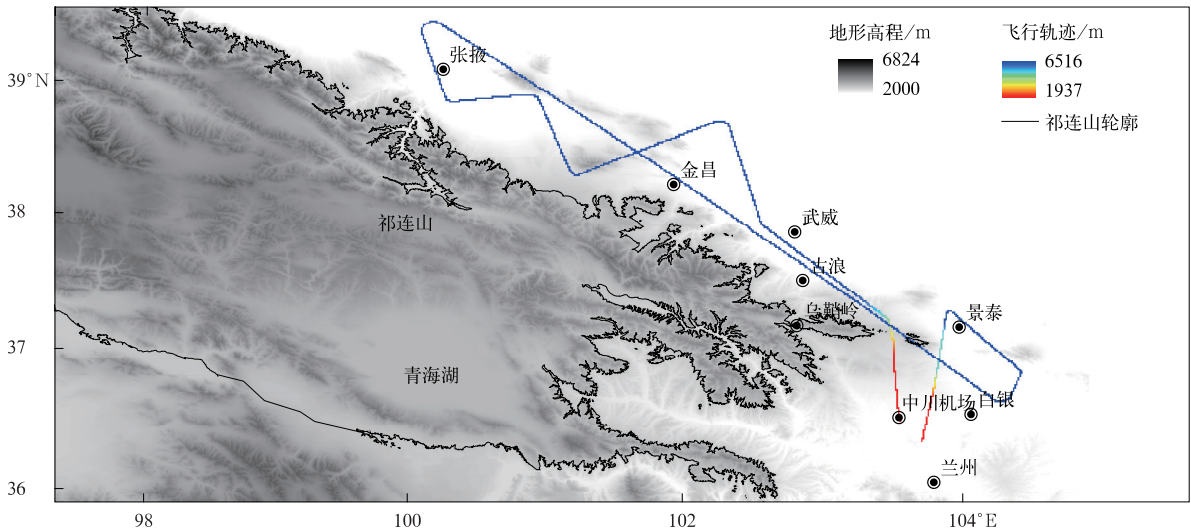 地形高程/m
6824
2000
飞行轨迹/m
6516
1937
祁连山轮廓
39°N
38
37
36
张掖
金昌
祁连山
武威
古浪
乌鞘岭
景泰
青海湖
中川机场
白银
兰州
98
100
102
104°E